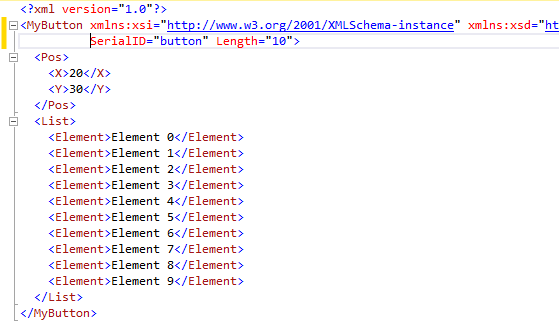 <?xml version="1.0"?>
<MyButton xmlns:xsi="http://www.w3.org/2001/XMLSchema-instance" xmlns:xsd="ht
SerialID="button" Length="10">
<Pos>
<X>20</X>
<Y>30</Y>
</Pos>
<List>
<Element>Element 0</Element>
<Element>Element 1</Element>
<Element>Element 2</Element>
<Element>Element 3</Element>
<Element>Element 4</Element>
<Element>Element 5</Element>
<Element>Element 6</Element>
<Element>Element 7</Element>
<Element>Element 8</Element>
<Element>Element 9</Element>
</List>
</MyButton>